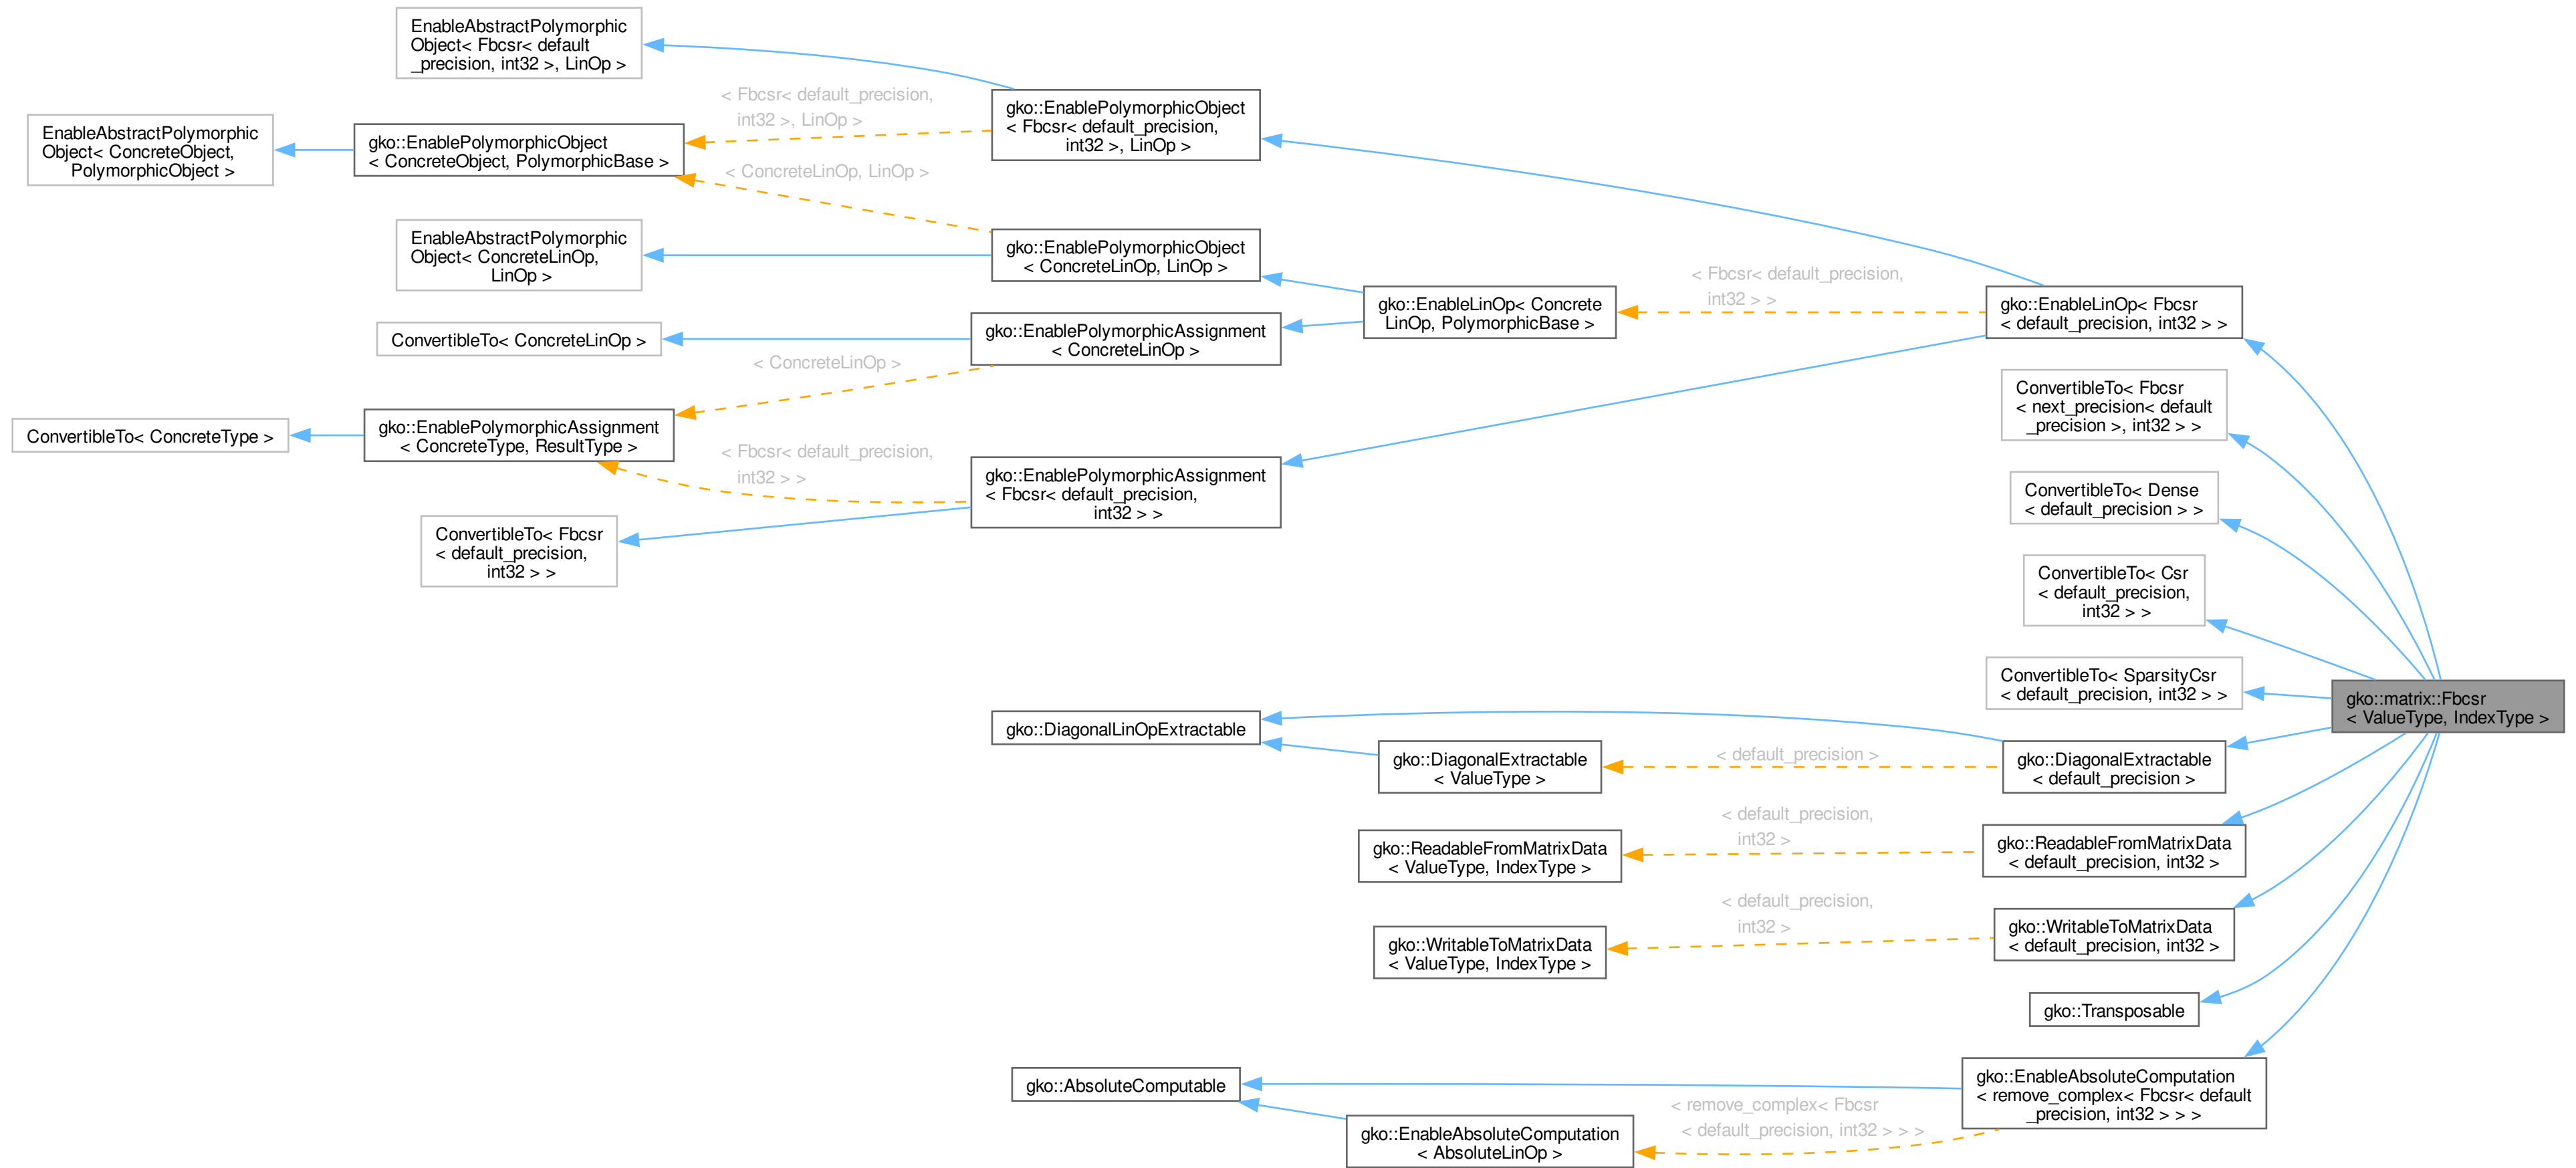 EnableAbstractPolymorphic
Object< Fbcsr< default
_precision, int32 >, LinOp >
EnableAbstractPolymorphic
Object< ConcreteObject,
PolymorphicObject >
gko::EnablePolymorphicObject
< ConcreteObject, PolymorphicBase >
< Fbcsr< default_precision,
int32 >, LinOp >
gko::EnablePolymorphicObject
< Fbcsr< default_precision,
int32 >, LinOp >
< ConcreteLinOp, LinOp >
EnableAbstractPolymorphic
Object< ConcreteLinOp,
LinOp >
gko::EnablePolymorphicObject
< ConcreteLinOp, LinOp >
ConvertibleTo< ConcreteLinOp >
gko::EnablePolymorphicAssignment
< ConcreteLinOp >
gko::EnableLinOp< Concrete
LinOp, PolymorphicBase >
< Fbcsr< default_precision,
int32 > >
gko::EnableLinOp< Fbcsr
< default_precision, int32 > >
< ConcreteLinOp >
ConvertibleTo< ConcreteType >
gko::EnablePolymorphicAssignment
< ConcreteType, ResultType >
< Fbcsr< default_precision,
int32 > >
gko::EnablePolymorphicAssignment
< Fbcsr< default_precision,
int32 > >
ConvertibleTo< Fbcsr
< default_precision,
int32 > >
ConvertibleTo< Fbcsr
< next_precision< default
_precision >, int32 > >
ConvertibleTo< Dense
< default_precision > >
ConvertibleTo< Csr
< default_precision,
int32 > >
ConvertibleTo< SparsityCsr
< default_precision, int32 > >
gko::matrix::Fbcsr
< ValueType, IndexType >
gko::DiagonalLinOpExtractable
gko::DiagonalExtractable
< ValueType >
< default_precision >
gko::DiagonalExtractable
< default_precision >
gko::ReadableFromMatrixData
< ValueType, IndexType >
< default_precision,
int32 >
gko::ReadableFromMatrixData
< default_precision, int32 >
gko::WritableToMatrixData
< ValueType, IndexType >
< default_precision,
int32 >
gko::WritableToMatrixData
< default_precision, int32 >
gko::Transposable
gko::AbsoluteComputable
gko::EnableAbsoluteComputation
< AbsoluteLinOp >
< remove_complex< Fbcsr
< default_precision, int32 > > >
gko::EnableAbsoluteComputation
< remove_complex< Fbcsr< default
_precision, int32 > > >